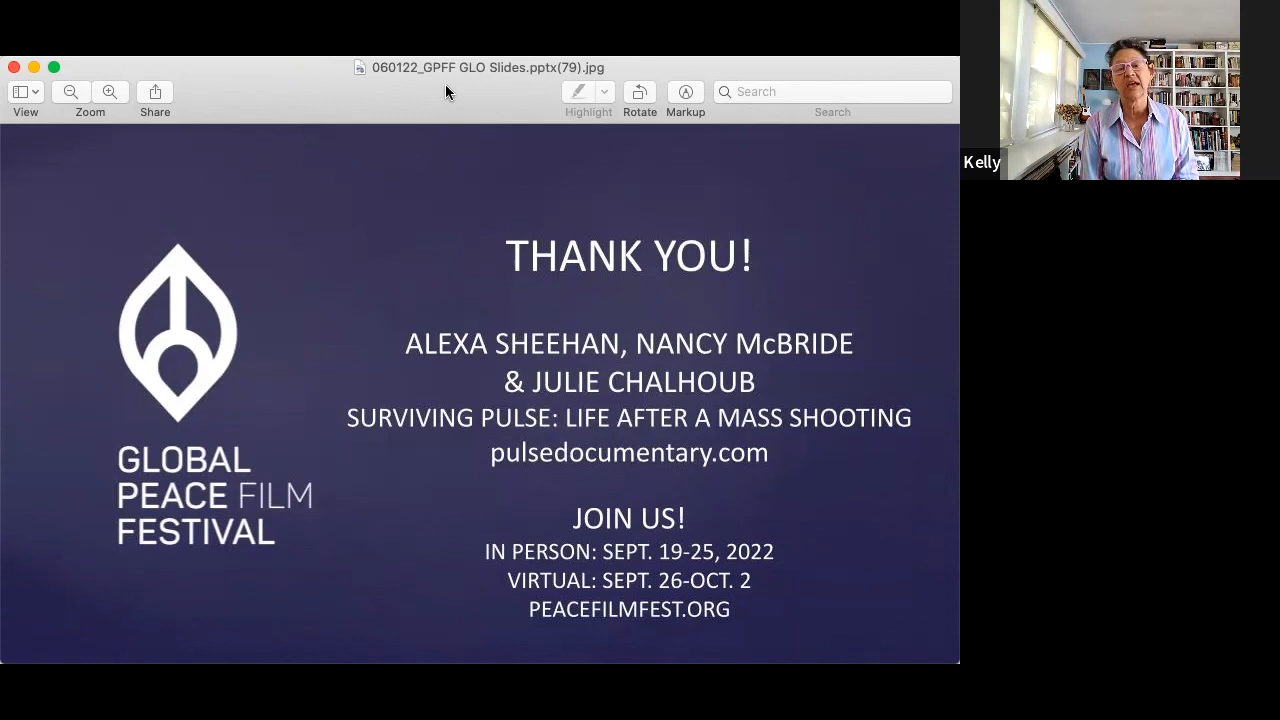 060122_GPFF GLO Slides.pptx(79).jpg
View
Zoom
Share
Highlight
Rotate
Markup
Search
Search
Kelly
THANK YOU!
ALEXA SHEEHAN, NANCY McBRIDE
& JULIE CHALHOUB
SURVIVING PULSE: LIFE AFTER A MASS SHOOTING
pulsedocumentary.com
GLOBAL
PEACE FILM
FESTIVAL
JOIN US!
IN PERSON: SEPT. 19-25, 2022
VIRTUAL: SEPT. 26-OCT. 2
PEACEFILMFEST.ORG